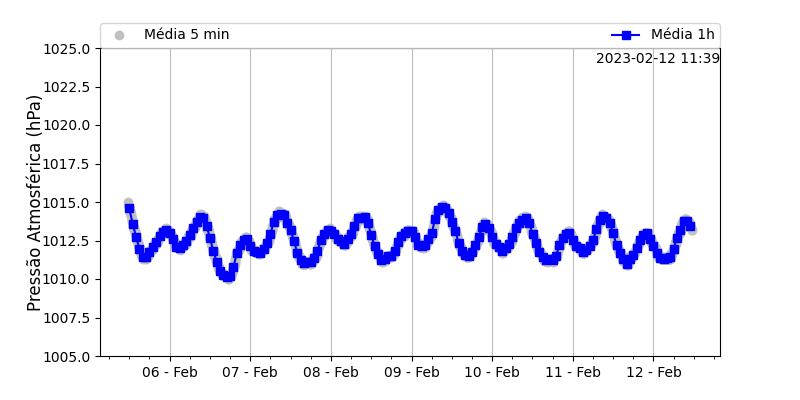 Média 5 min
Média 1h
2023-02-12 11:39
Pressão Atmosférica (hPa)
1025.0
1022.5
1020.0
1017.5
1015.0
1012.5
1010.0
1007.5
1005.0
06 - Feb
07 - Feb
08 - Feb
09 - Feb
10 - Feb
11 - Feb
12 - Feb